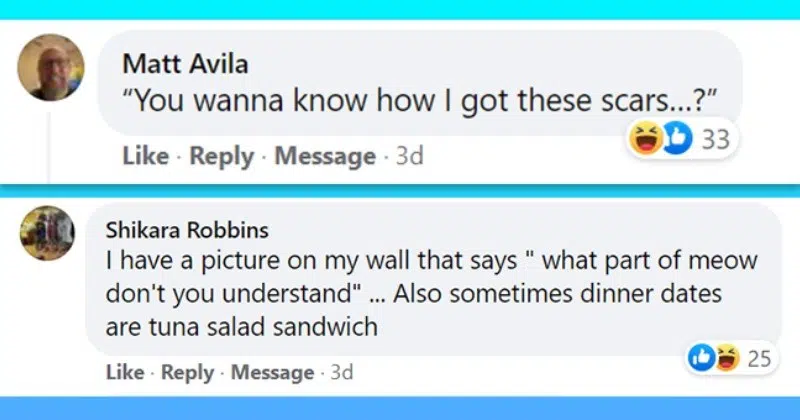 Matt Avila
“You wanna know how I got these scars...?”
33
Like · Reply · Message · 3d
Shikara Robbins
I have a picture on my wall that says " what part of meow
don't you understand" ... Also sometimes dinner dates
are tuna salad sandwich
25
Like · Reply · Message · 3d